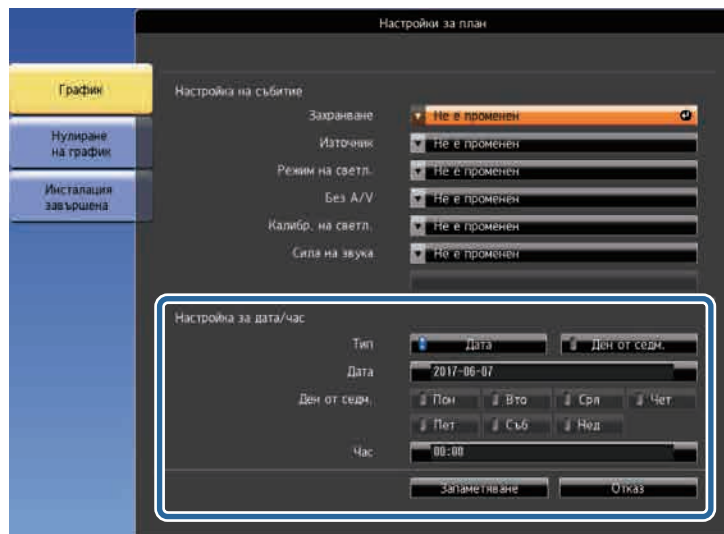 Настройки за план
График
Нулиране
на график
Инсталация
завършена
Настройка на събитие
Захранване Не е променен
Източник Не е променен
Режим на светл. Не е променен
Без A/V Не е променен
Калибр. на светл. Не е променен
Сила на звука Не е променен
Настройка за дата/час
Тип Дата Ден от седм.
Дата 2017-06-07
Ден от седм. Пон Вто Сря Чет
Пет Съб Нед
Час 00:00
Запаметяване Отказ